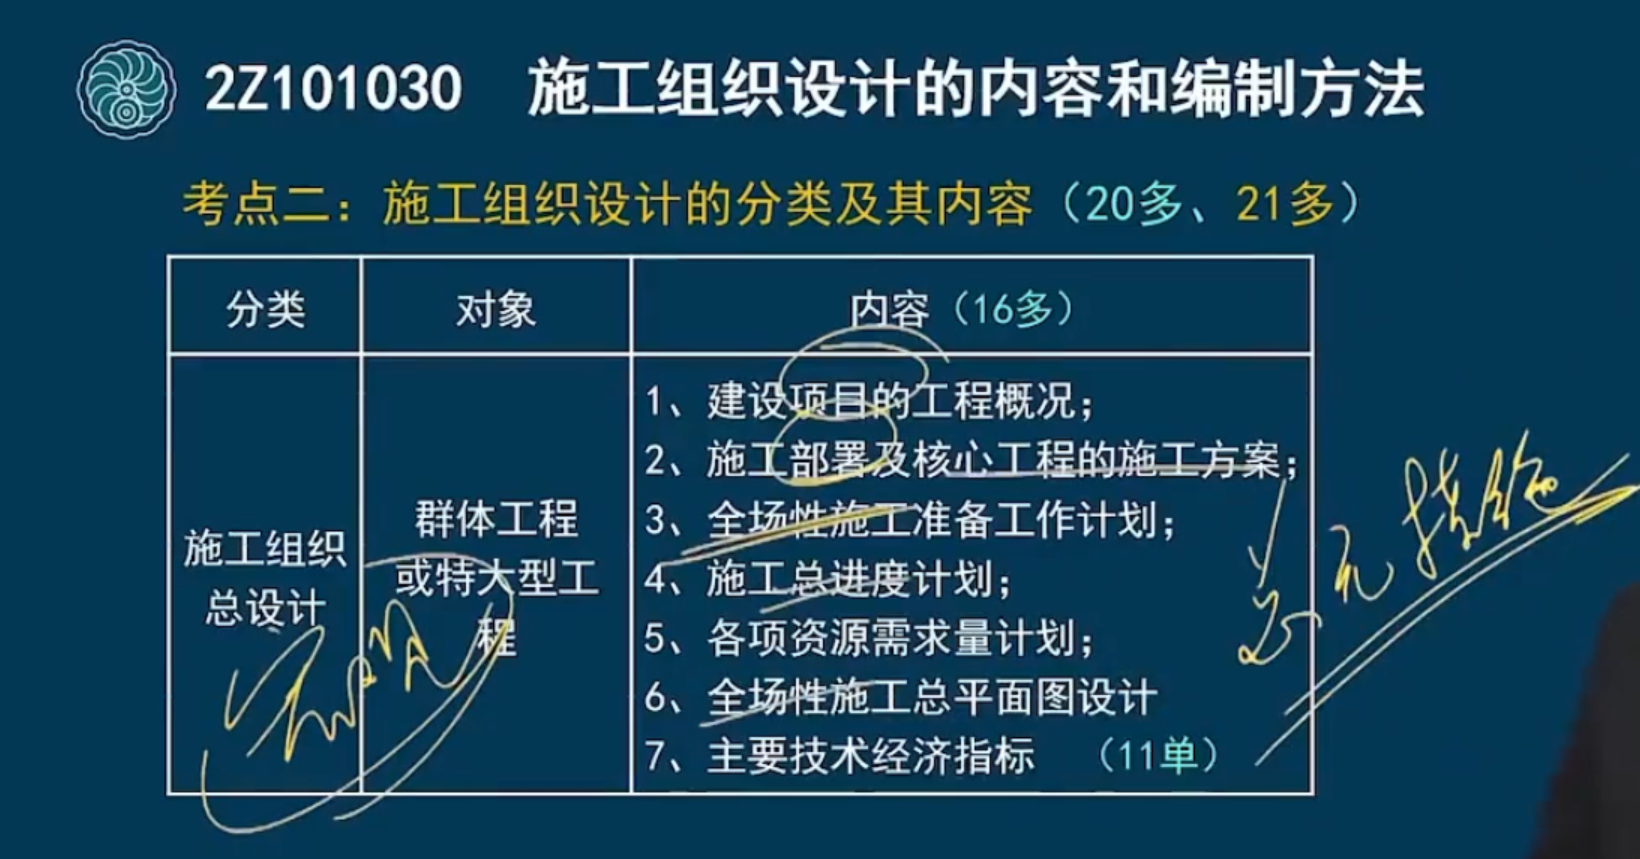 2Z101030 施工组织设计的内容和编制方法
考点二：施工组织设计的分类及其内容（20多、21多）
分类
对象
内容（16多）
施工组织
总设计
群体工程
或特大型工
程
1、建设项目的工程概况；
2、施工部署及核心工程的施工方案；
3、全场性施工准备工作计划；
4、施工总进度计划；
5、各项资源需求量计划；
6、全场性施工总平面图设计
7、主要技术经济指标 （11单）
总无措施